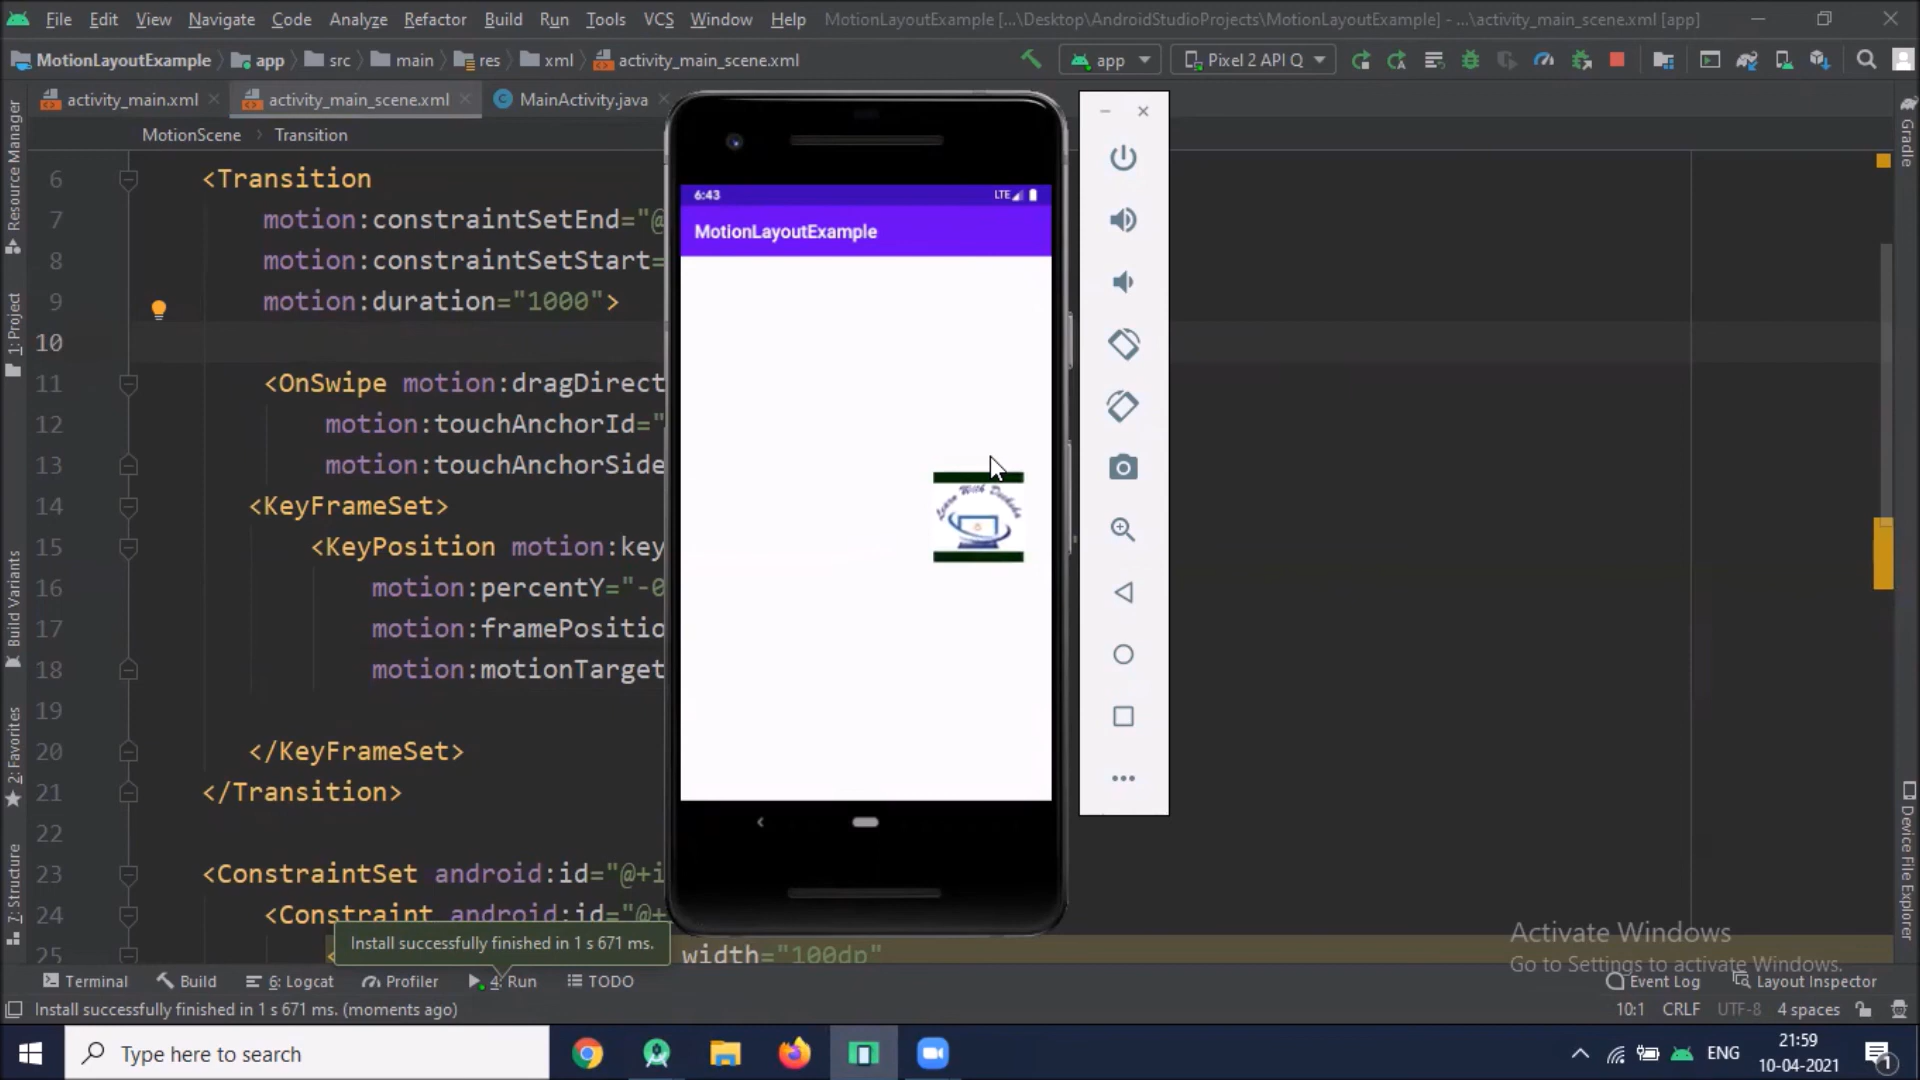 File Edit View Navigate Code Analyze Refactor Build Run Tools VCS Window Help MotionLayoutExample [...\Desktop\AndroidStudioProjects\MotionLayoutExample] - ...\activity_main_scene.xml [app]
MotionLayoutExample app src main res xml activity_main_scene.xml app Pixel 2 API Q
activity_main.xml activity_main_scene.xml MainActivity.java
MotionScene Transition
6 <Transition
7 motion:constraintSetEnd="@
8 motion:constraintSetStart=
9 motion:duration="1000">
10
11 <OnSwipe motion:dragDirect
12 motion:touchAnchorId="
13 motion:touchAnchorSide
14 <KeyFrameSet>
15 <KeyPosition motion:key
16 motion:percentY="-0
17 motion:framePositio
18 motion:motionTarget
19
20 </KeyFrameSet>
21 </Transition>
22
23 <ConstraintSet android:id="@+i
24 <Constraint android:id="@+
25 width="100dp"
Resource Manager
1: Project
Build Variants
2: Favorites
7: Structure
6:43 LTE
MotionLayoutExample
Learn With
Gradle
Device File Explorer
Install successfully finished in 1 s 671 ms.
Activate Windows
Go to Settings to activate Windows.
Terminal Build 6: Logcat Profiler 4: Run TODO Event Log Layout Inspector
Install successfully finished in 1 s 671 ms. (moments ago) 10:1 CRLF UTF-8 4 spaces
Type here to search
ENG
21:59
10-04-2021
1